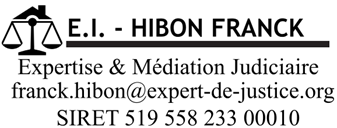 E.I. - HIBON FRANCK
Expertise & Médiation Judiciaire
franck.hibon@expert-de-justice.org
SIRET 519 558 233 00010